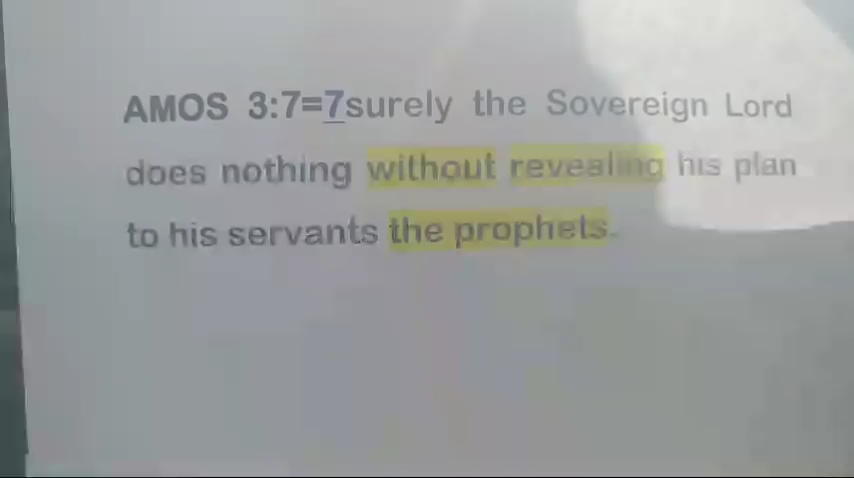 AMOS 3:7=7surely the Sovereign Lord
does nothing without revealing his plan
to his servants the prophets.